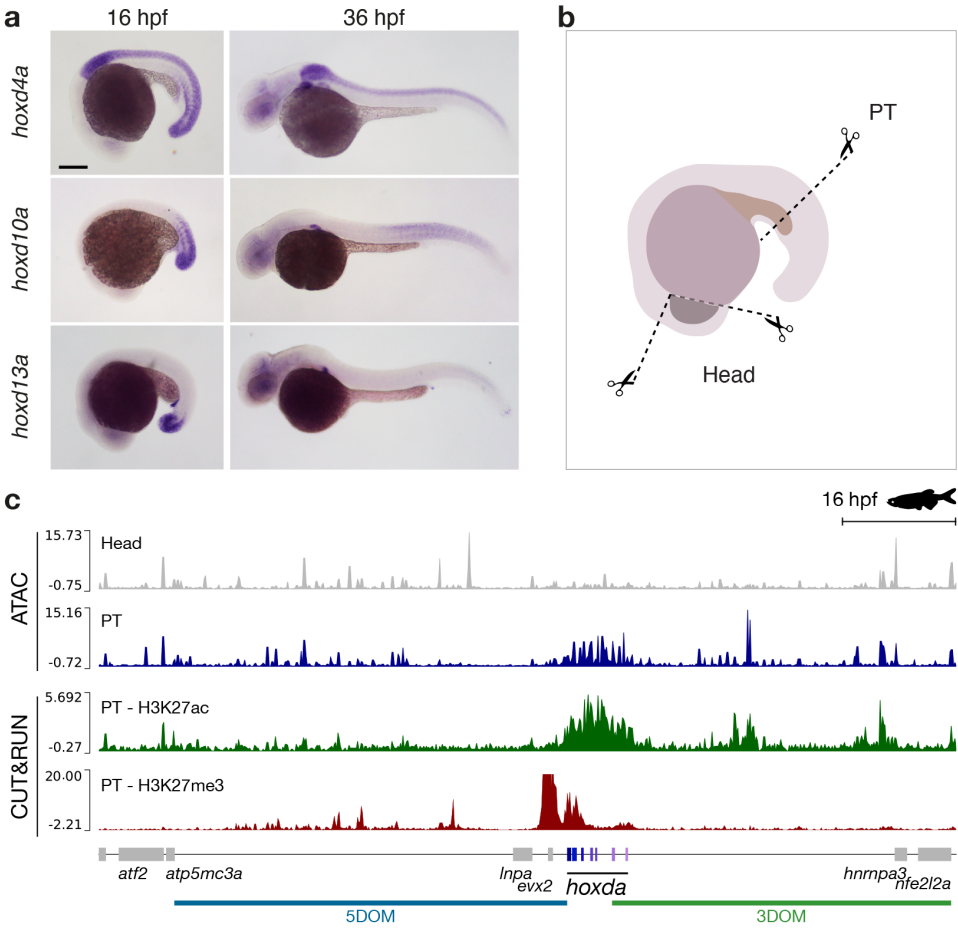 a
16 hpf
36 hpf
hoxd4a
hoxd10a
hoxd13a
b
PT
Head
c
16 hpf
ATAC
15.73
Head
-0.75
15.16
PT
-0.72
CUT&RUN
5.692
PT - H3K27ac
-0.27
20.00
PT - H3K27me3
-2.21
atf2
atp5mc3a
lnpa
evx2
hoxda
hnrnpa3
nfe2l2a
5DOM
3DOM